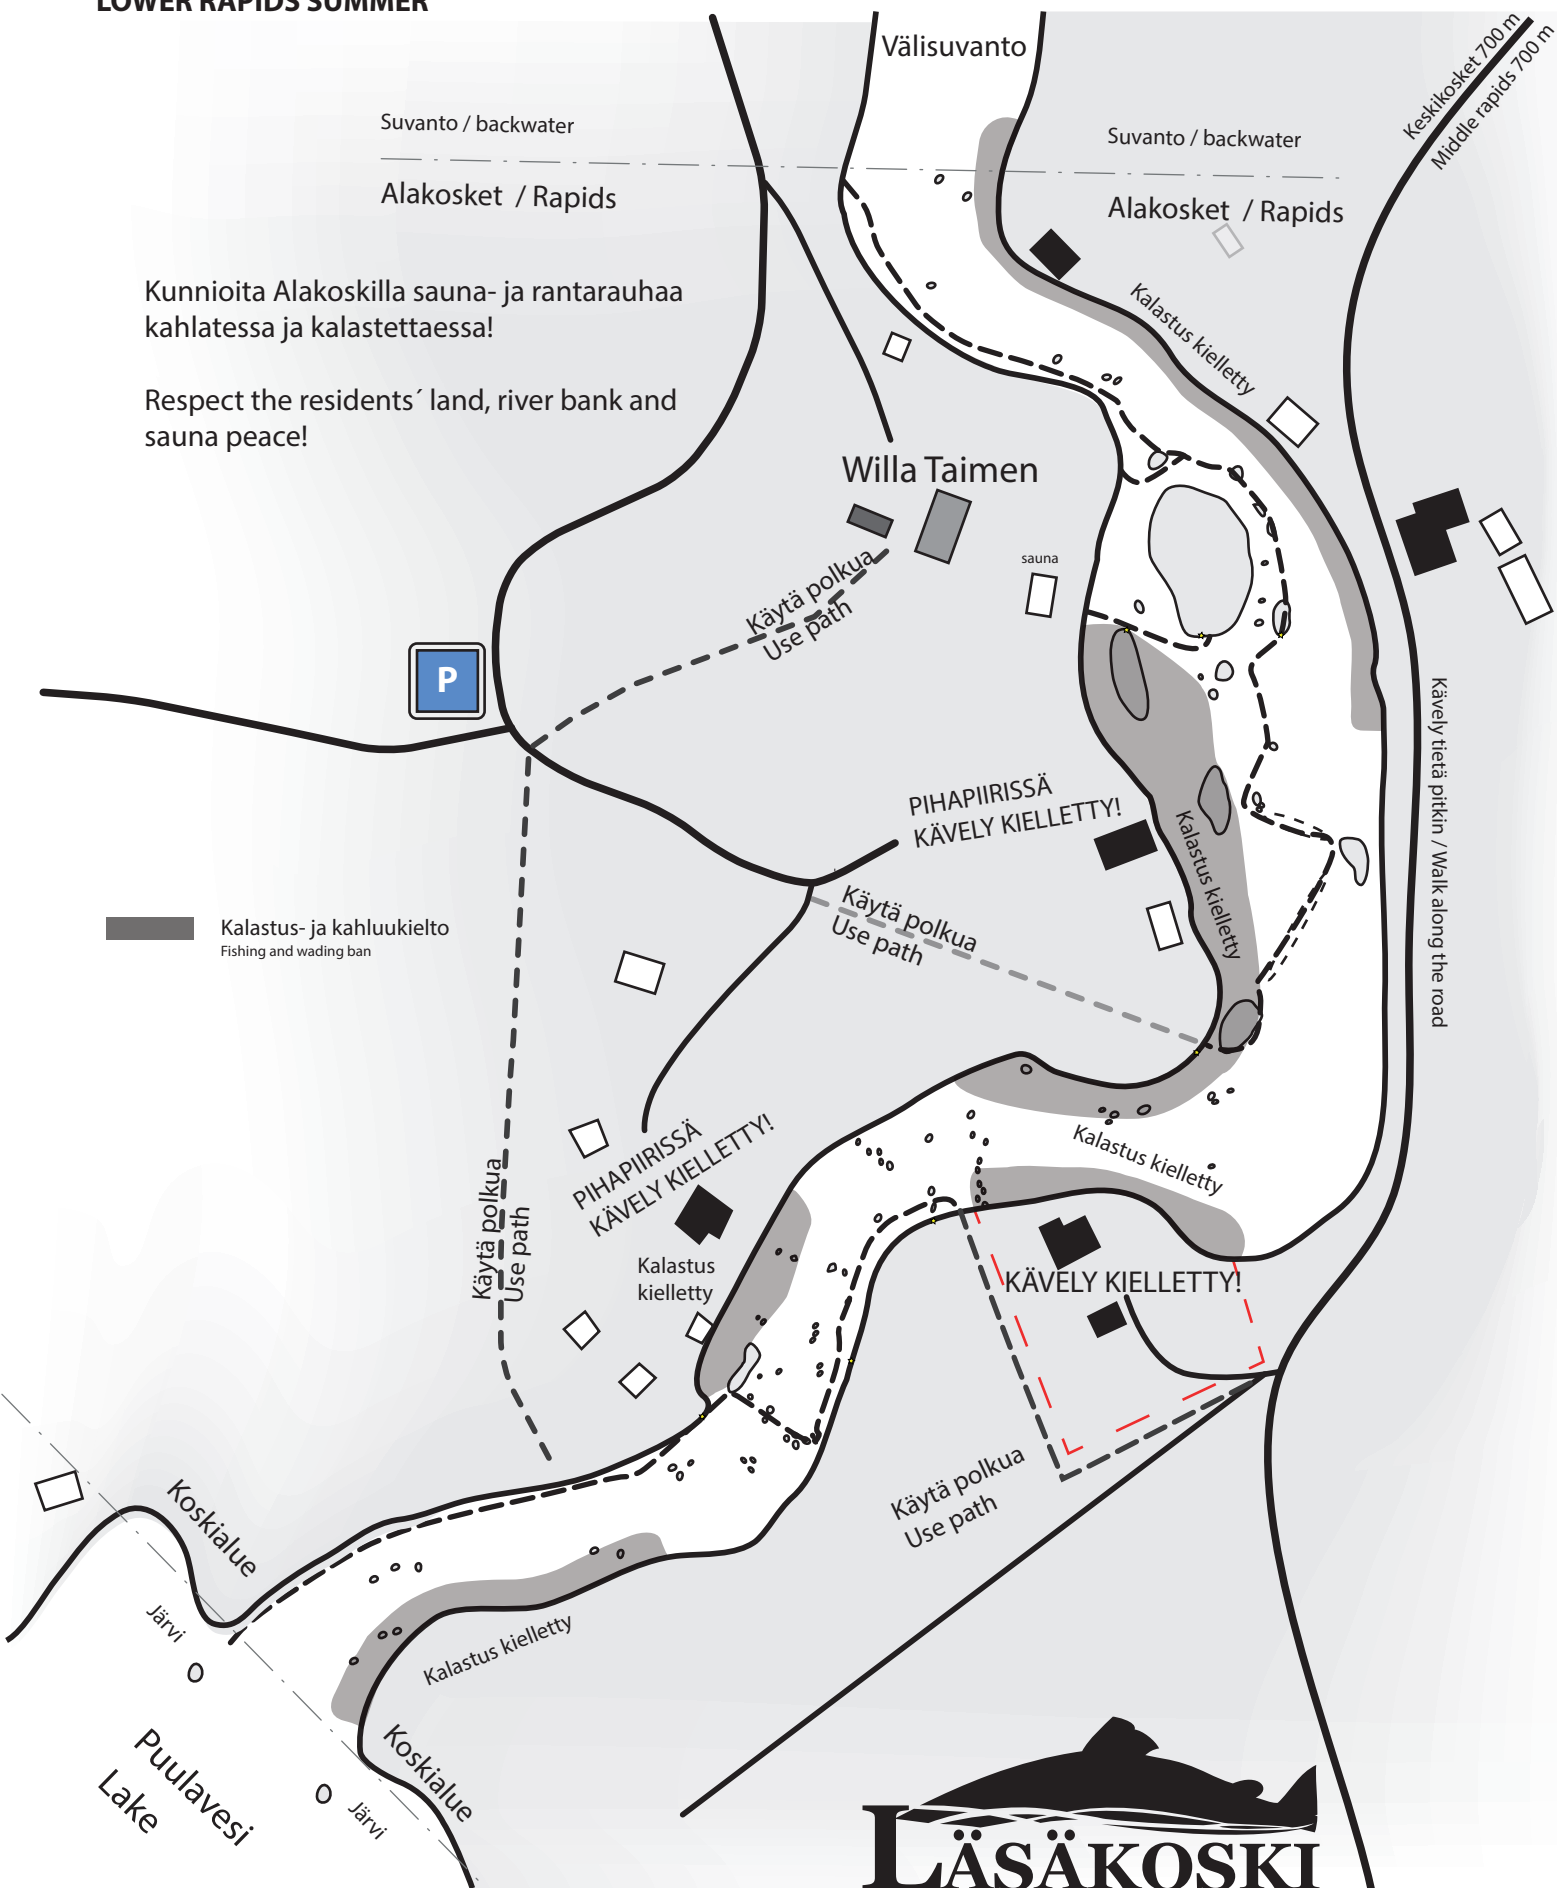 LOWER RAPIDS SUMMER
Välisuvanto
Keskikosket 700 m
Middle rapids 700 m
Suvanto / backwater
Alakosket / Rapids
Suvanto / backwater
Alakosket / Rapids
Kunnioita Alakoskilla sauna- ja rantarauhaa
kahlatessa ja kalastettaessa!
Respect the residents´ land, river bank and
sauna peace!
Kalastus kielletty
Willa Taimen
sauna
Käytä polkua
Use path
P
Kävely tietä pitkin / Walk along the road
PIHAPIIRISSÄ
KÄVELY KIELLETTY!
Kalastus kielletty
Käytä polkua
Use path
Kalastus- ja kahluukielto
Fishing and wading ban
PIHAPIIRISSÄ
KÄVELY KIELLETTY!
Kalastus kielletty
Käytä polkua
Use path
Kalastus
kielletty
KÄVELY KIELLETTY!
Käytä polkua
Use path
Koskialue
Järvi
Kalastus kielletty
Koskialue
Järvi
Puulavesi
Lake
LÄSÄKOSKI